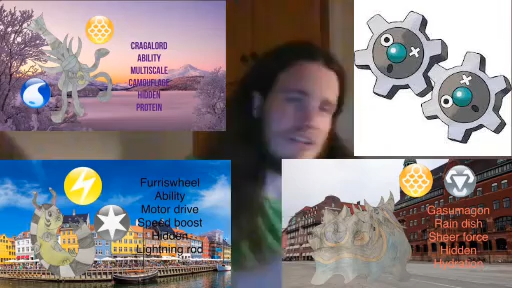 CRAGALORD
ABILITY
MULTISCALE
CAMOUFLAGE
HIDDEN
PROTEIN
Furriswheel
Ability
Motor drive
Speed boost
Hidden
Lightning rod
Gasumagon
Rain dish
Sheer force
Hidden